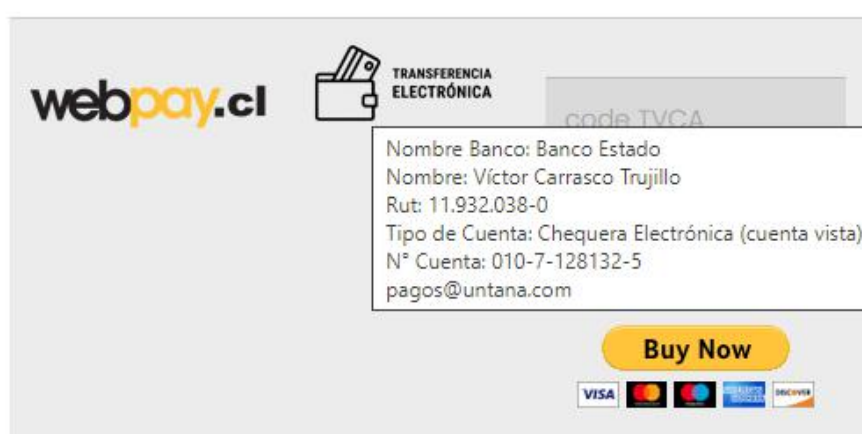 webpay.cl
TRANSFERENCIA
ELECTRÓNICA
code TVCA
Nombre Banco: Banco Estado
Nombre: Víctor Carrasco Trujillo
Rut: 11.932.038-0
Tipo de Cuenta: Chequera Electrónica (cuenta vista)
N° Cuenta: 010-7-128132-5
pagos@untana.com
Buy Now
VISA
DISCOVER